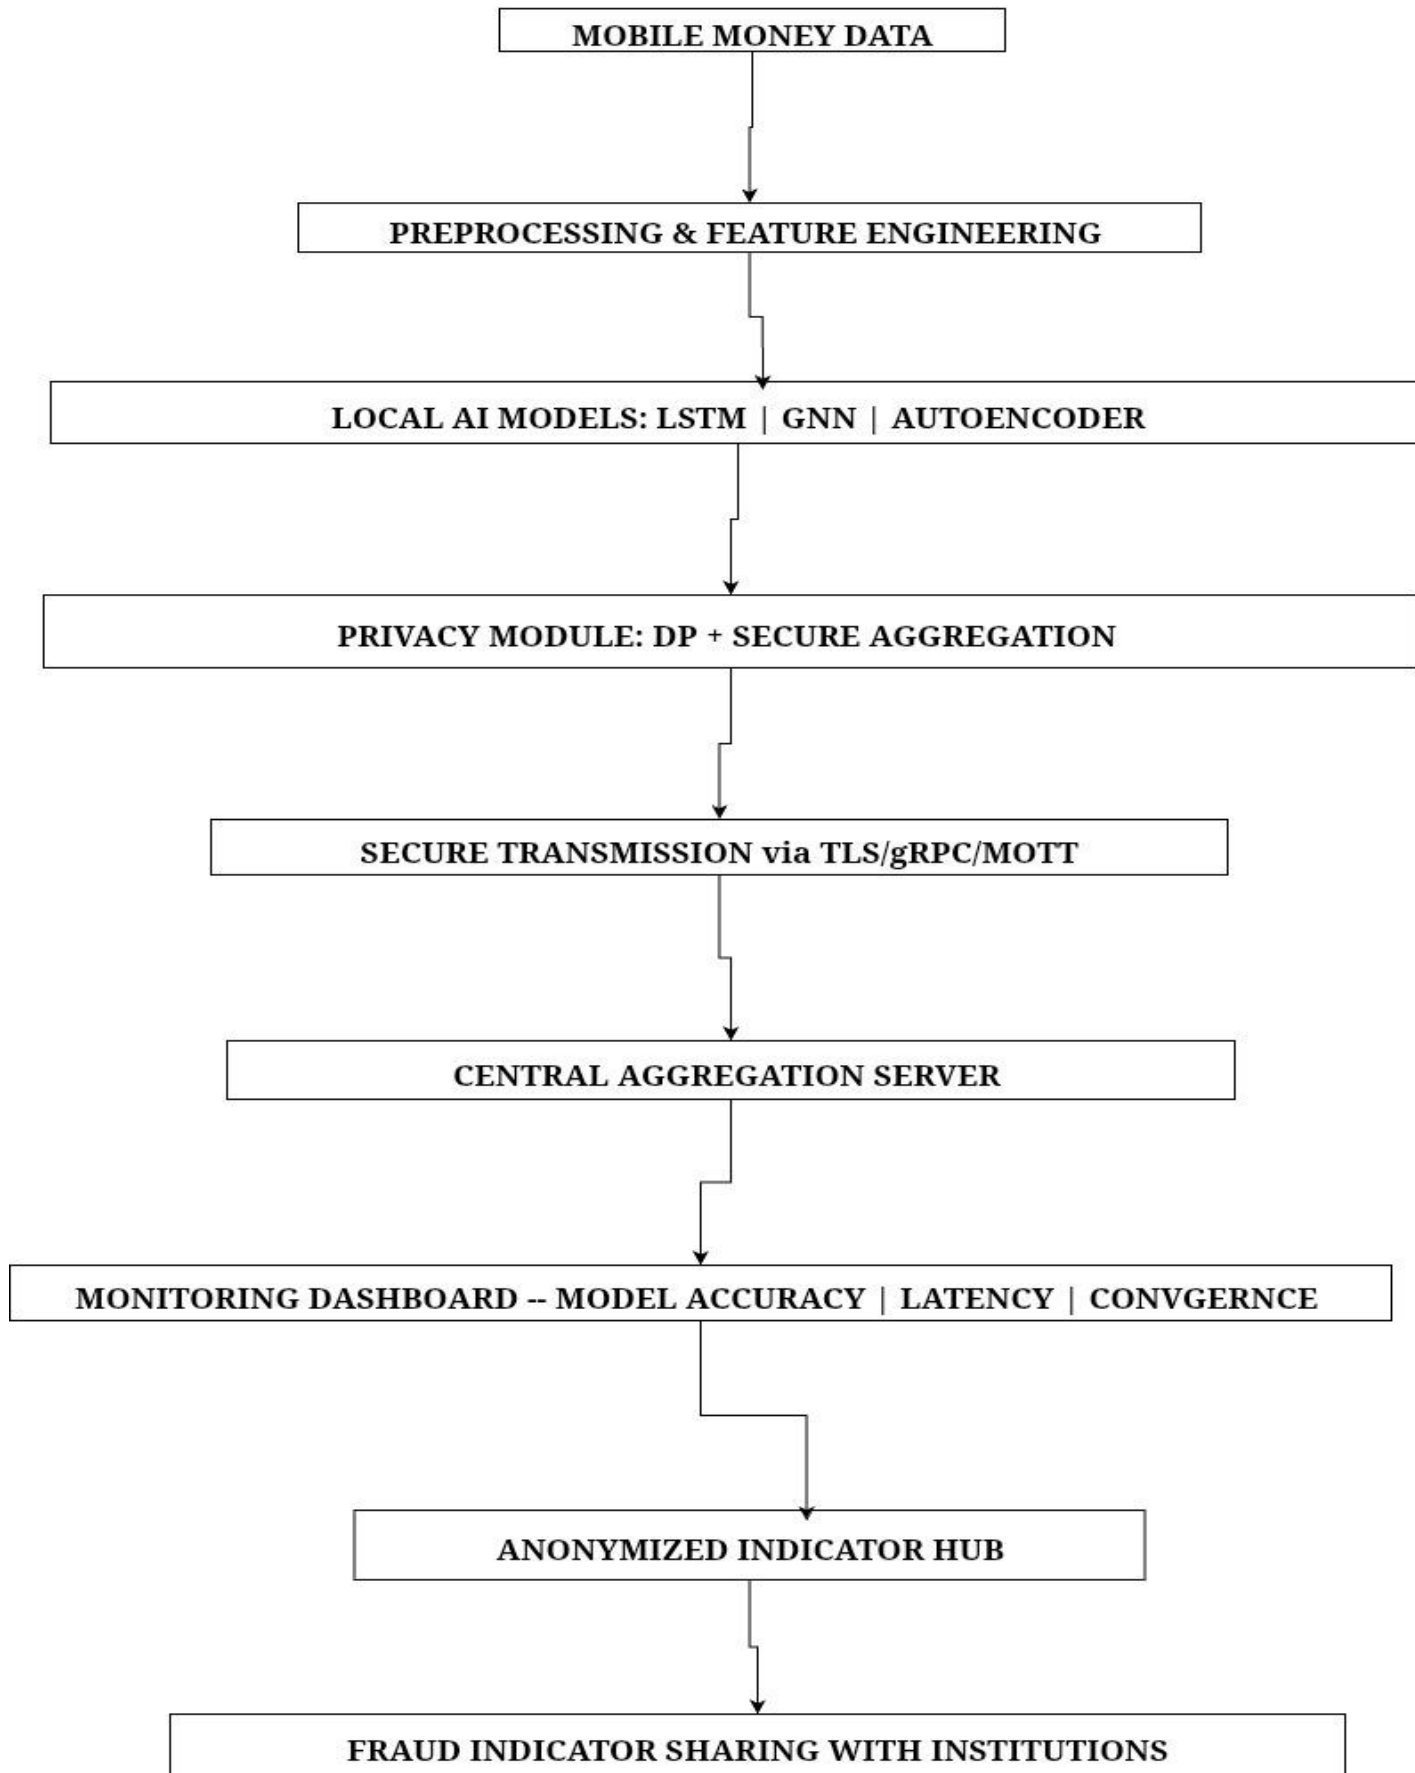 MOBILE MONEY DATA
PREPROCESSING & FEATURE ENGINEERING
LOCAL AI MODELS: LSTM | GNN | AUTOENCODER
PRIVACY MODULE: DP + SECURE AGGREGATION
SECURE TRANSMISSION via TLS/gRPC/MOTT
CENTRAL AGGREGATION SERVER
MONITORING DASHBOARD -- MODEL ACCURACY | LATENCY | CONVGERNCE
ANONYMIZED INDICATOR HUB
FRAUD INDICATOR SHARING WITH INSTITUTIONS